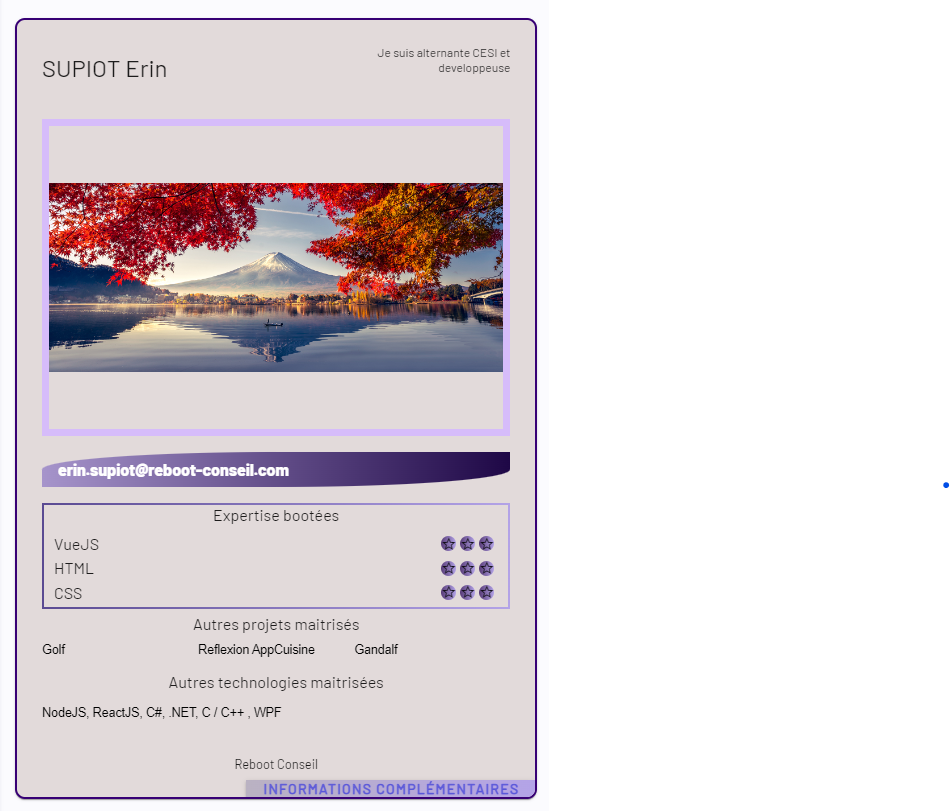 SUPIOT Erin
Je suis alternante CESI et
developpeuse
erin.supiot@reboot-conseil.com
Expertise bootées
VueJS
HTML
CSS
Autres projets maitrisés
Golf Reflexion AppCuisine Gandalf
Autres technologies maitrisées
NodeJS, ReactJS, C#, .NET, C / C++ , WPF
Reboot Conseil
INFORMATIONS COMPLÉMENTAIRES